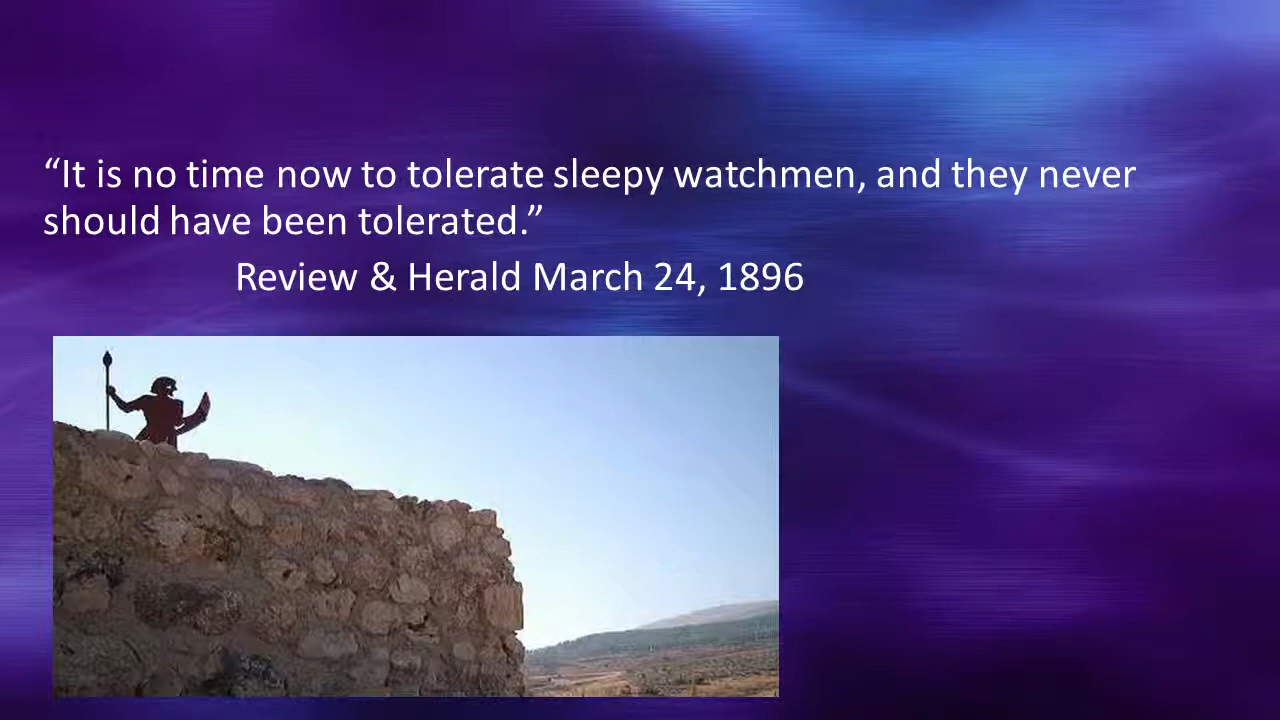 “It is no time now to tolerate sleepy watchmen, and they never
should have been tolerated.”
Review & Herald March 24, 1896